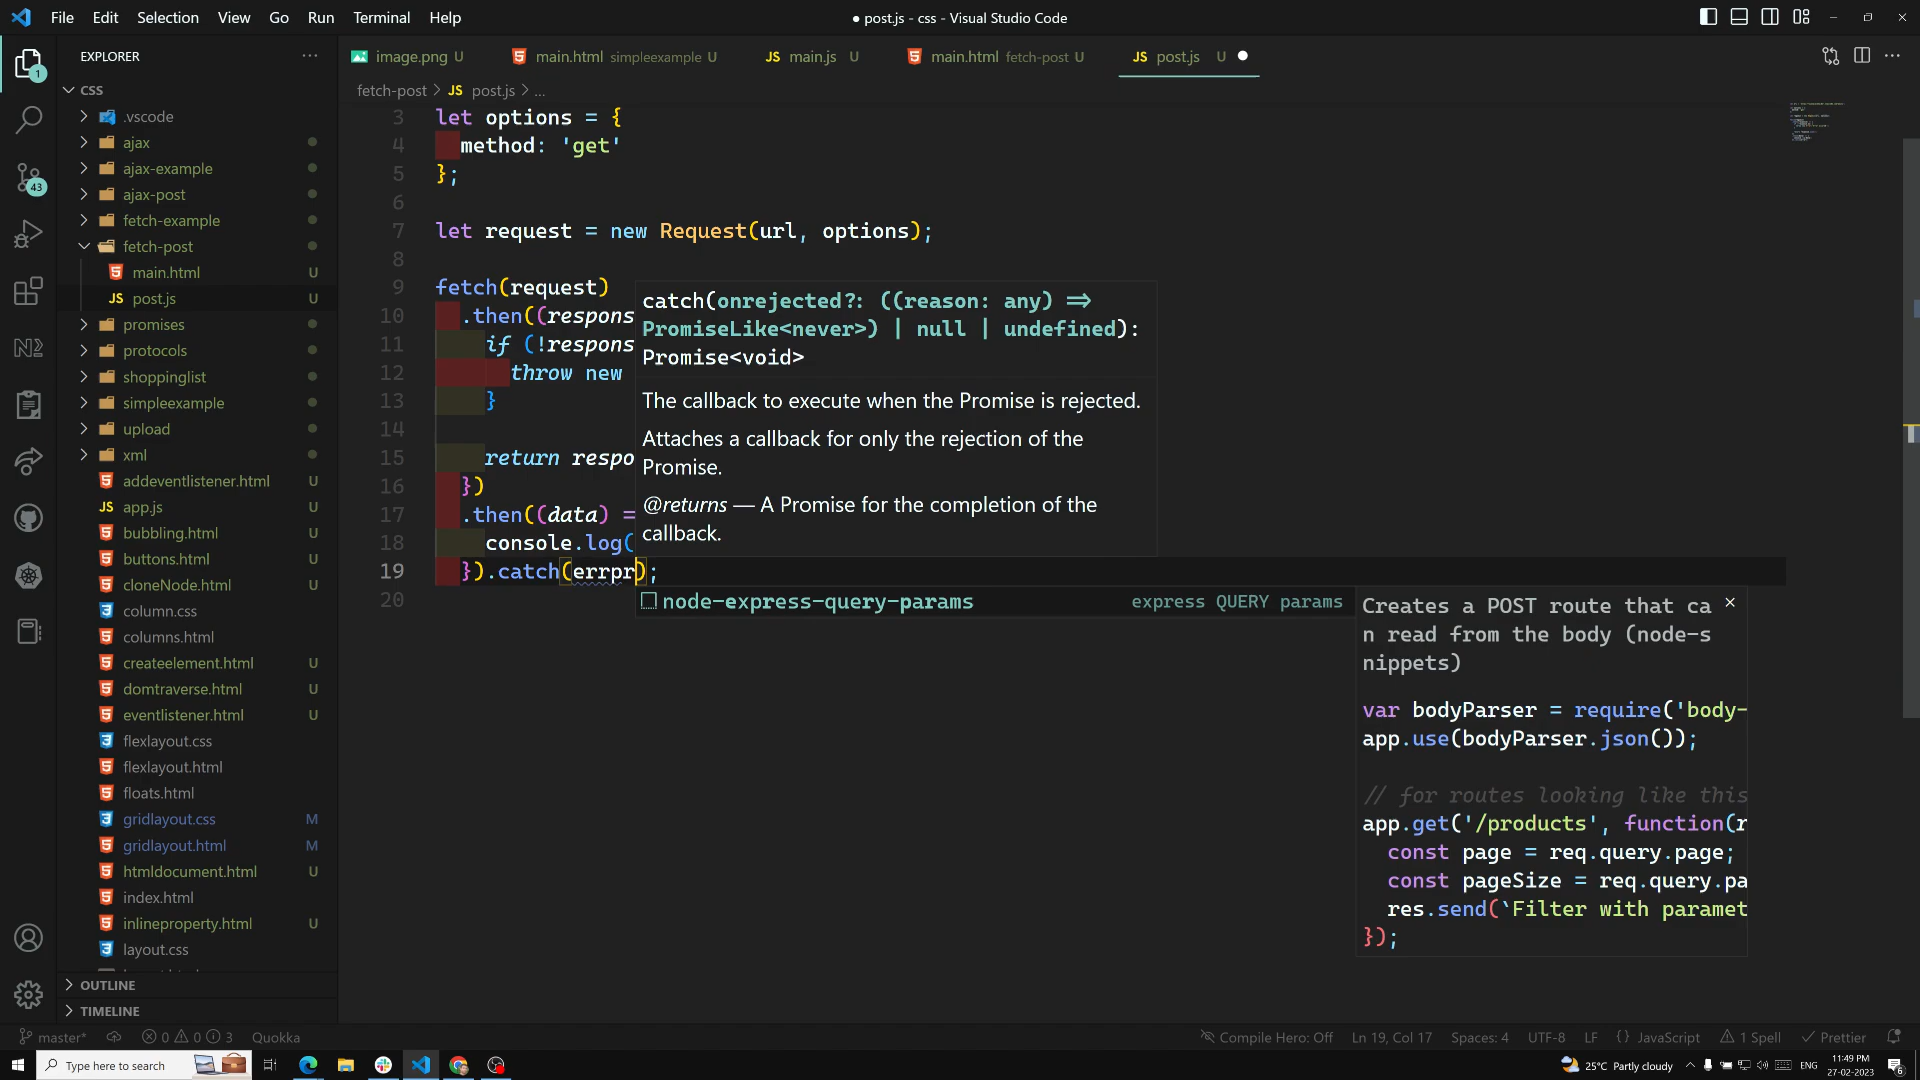 File Edit Selection View Go Run Terminal Help
● post.js - css - Visual Studio Code
EXPLORER
image.png U
main.html simpleexample U
JS main.js U
main.html fetch-post U
JS post.js U
CSS
fetch-post > JS post.js > ...
.vscode
ajax
ajax-example
ajax-post
fetch-example
fetch-post
main.html U
JS post.js U
promises
protocols
shoppinglist
simpleexample
upload
xml
addeventlistener.html U
JS app.js U
bubbling.html U
buttons.html U
cloneNode.html U
column.css
columns.html
createelement.html U
domtraverse.html U
eventlistener.html U
flexlayout.css
flexlayout.html
floats.html
gridlayout.css M
gridlayout.html M
htmldocument.html U
index.html
inlineproperty.html U
layout.css
OUTLINE
TIMELINE
1
43
3 let options = {
4 method: 'get'
5 };
6
7 let request = new Request(url, options);
8
9 fetch(request)
10 .then((respons
11 if (!respons
12 throw new
13 }
14
15 return respo
16 })
17 .then((data) =
18 console.log(
19 }).catch(errpr);
20
catch(onrejected?: ((reason: any) =>
PromiseLike<never>) | null | undefined):
Promise<void>
The callback to execute when the Promise is rejected.
Attaches a callback for only the rejection of the
Promise.
@returns — A Promise for the completion of the
callback.
node-express-query-params express QUERY params
Creates a POST route that ca
n read from the body (node-s
nippets)
var bodyParser = require('body-
app.use(bodyParser.json());
// for routes looking like this
app.get('/products', function(r
const page = req.query.page;
const pageSize = req.query.pa
res.send(`Filter with paramet
});
master* 0 0 3 Quokka
Compile Hero: Off Ln 19, Col 17 Spaces: 4 UTF-8 LF {} JavaScript 1 Spell Prettier
Type here to search
25°C Partly cloudy
ENG
11:49 PM
27-02-2023
6